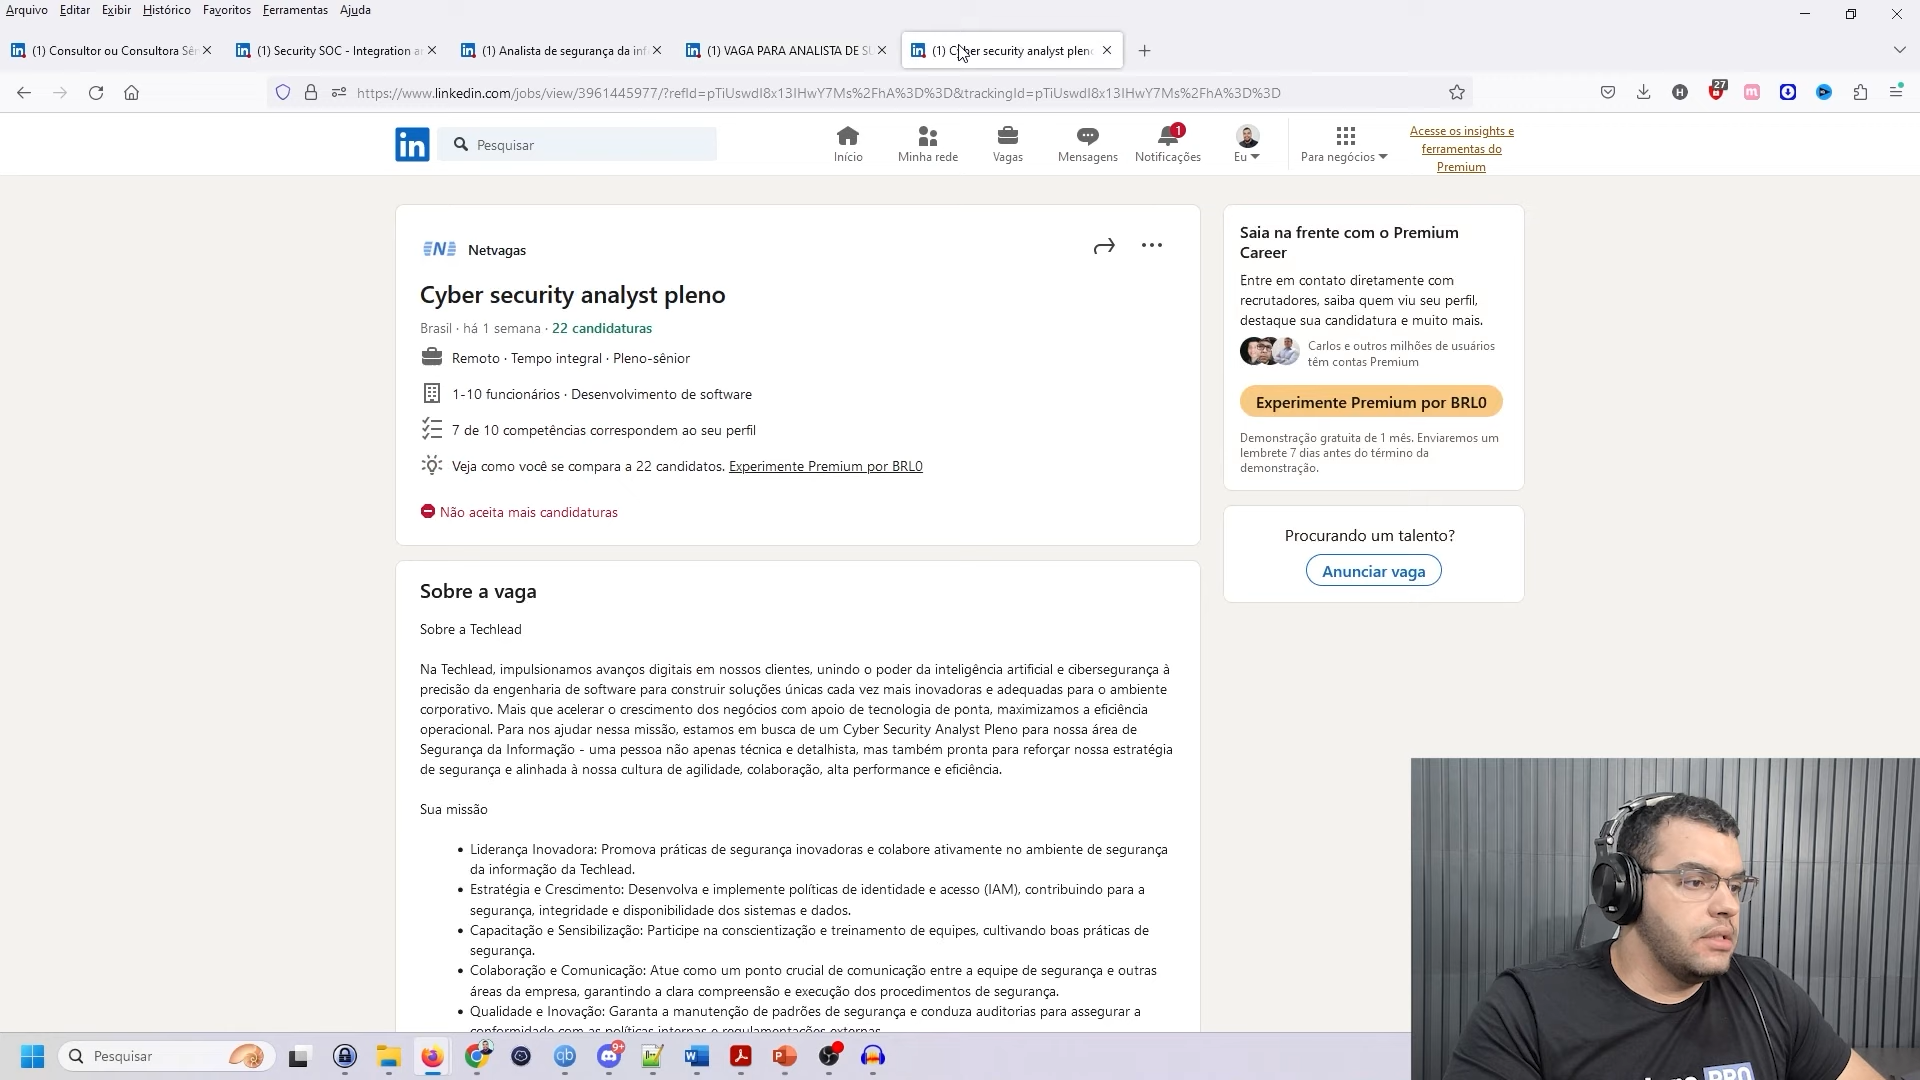 Arquivo Editar Exibir Histórico Favoritos Ferramentas Ajuda
(1) Consultor ou Consultora Sên
(1) Security SOC - Integration a
(1) Analista de segurança da inf
(1) VAGA PARA ANALISTA DE SU
(1) Cyber security analyst pleno
https://www.linkedin.com/jobs/view/3961445977/?refId=pTiUswdI8x13IHwY7Ms%2FhA%3D%3D&trackingId=pTiUswdI8x13IHwY7Ms%2FhA%3D%3D
27
in
Pesquisar
Início
Minha rede
Vagas
Mensagens
1
Notificações
Eu
Para negócios
Acesse os insights e
ferramentas do
Premium
Netvagas
Cyber security analyst pleno
Brasil · há 1 semana · 22 candidaturas
Remoto · Tempo integral · Pleno-sênior
1-10 funcionários · Desenvolvimento de software
7 de 10 competências correspondem ao seu perfil
Veja como você se compara a 22 candidatos. Experimente Premium por BRL0
Não aceita mais candidaturas
Sobre a vaga
Sobre a Techlead
Na Techlead, impulsionamos avanços digitais em nossos clientes, unindo o poder da inteligência artificial e cibersegurança à
precisão da engenharia de software para construir soluções únicas cada vez mais inovadoras e adequadas para o ambiente
corporativo. Mais que acelerar o crescimento dos negócios com apoio de tecnologia de ponta, maximizamos a eficiência
operacional. Para nos ajudar nessa missão, estamos em busca de um Cyber Security Analyst Pleno para nossa área de
Segurança da Informação - uma pessoa não apenas técnica e detalhista, mas também pronta para reforçar nossa estratégia
de segurança e alinhada à nossa cultura de agilidade, colaboração, alta performance e eficiência.
Sua missão
• Liderança Inovadora: Promova práticas de segurança inovadoras e colabore ativamente no ambiente de segurança
da informação da Techlead.
• Estratégia e Crescimento: Desenvolva e implemente políticas de identidade e acesso (IAM), contribuindo para a
segurança, integridade e disponibilidade dos sistemas e dados.
• Capacitação e Sensibilização: Participe na conscientização e treinamento de equipes, cultivando boas práticas de
segurança.
• Colaboração e Comunicação: Atue como um ponto crucial de comunicação entre a equipe de segurança e outras
áreas da empresa, garantindo a clara compreensão e execução dos procedimentos de segurança.
• Qualidade e Inovação: Garanta a manutenção de padrões de segurança e conduza auditorias para assegurar a
conformidade com as políticas internas e regulamentações externas.
Saia na frente com o Premium
Career
Entre em contato diretamente com
recrutadores, saiba quem viu seu perfil,
destaque sua candidatura e muito mais.
Carlos e outros milhões de usuários
têm contas Premium
Experimente Premium por BRL0
Demonstração gratuita de 1 mês. Enviaremos um
lembrete 7 dias antes do término da
demonstração.
Procurando um talento?
Anunciar vaga
Pesquisar
qb
9+
PRO